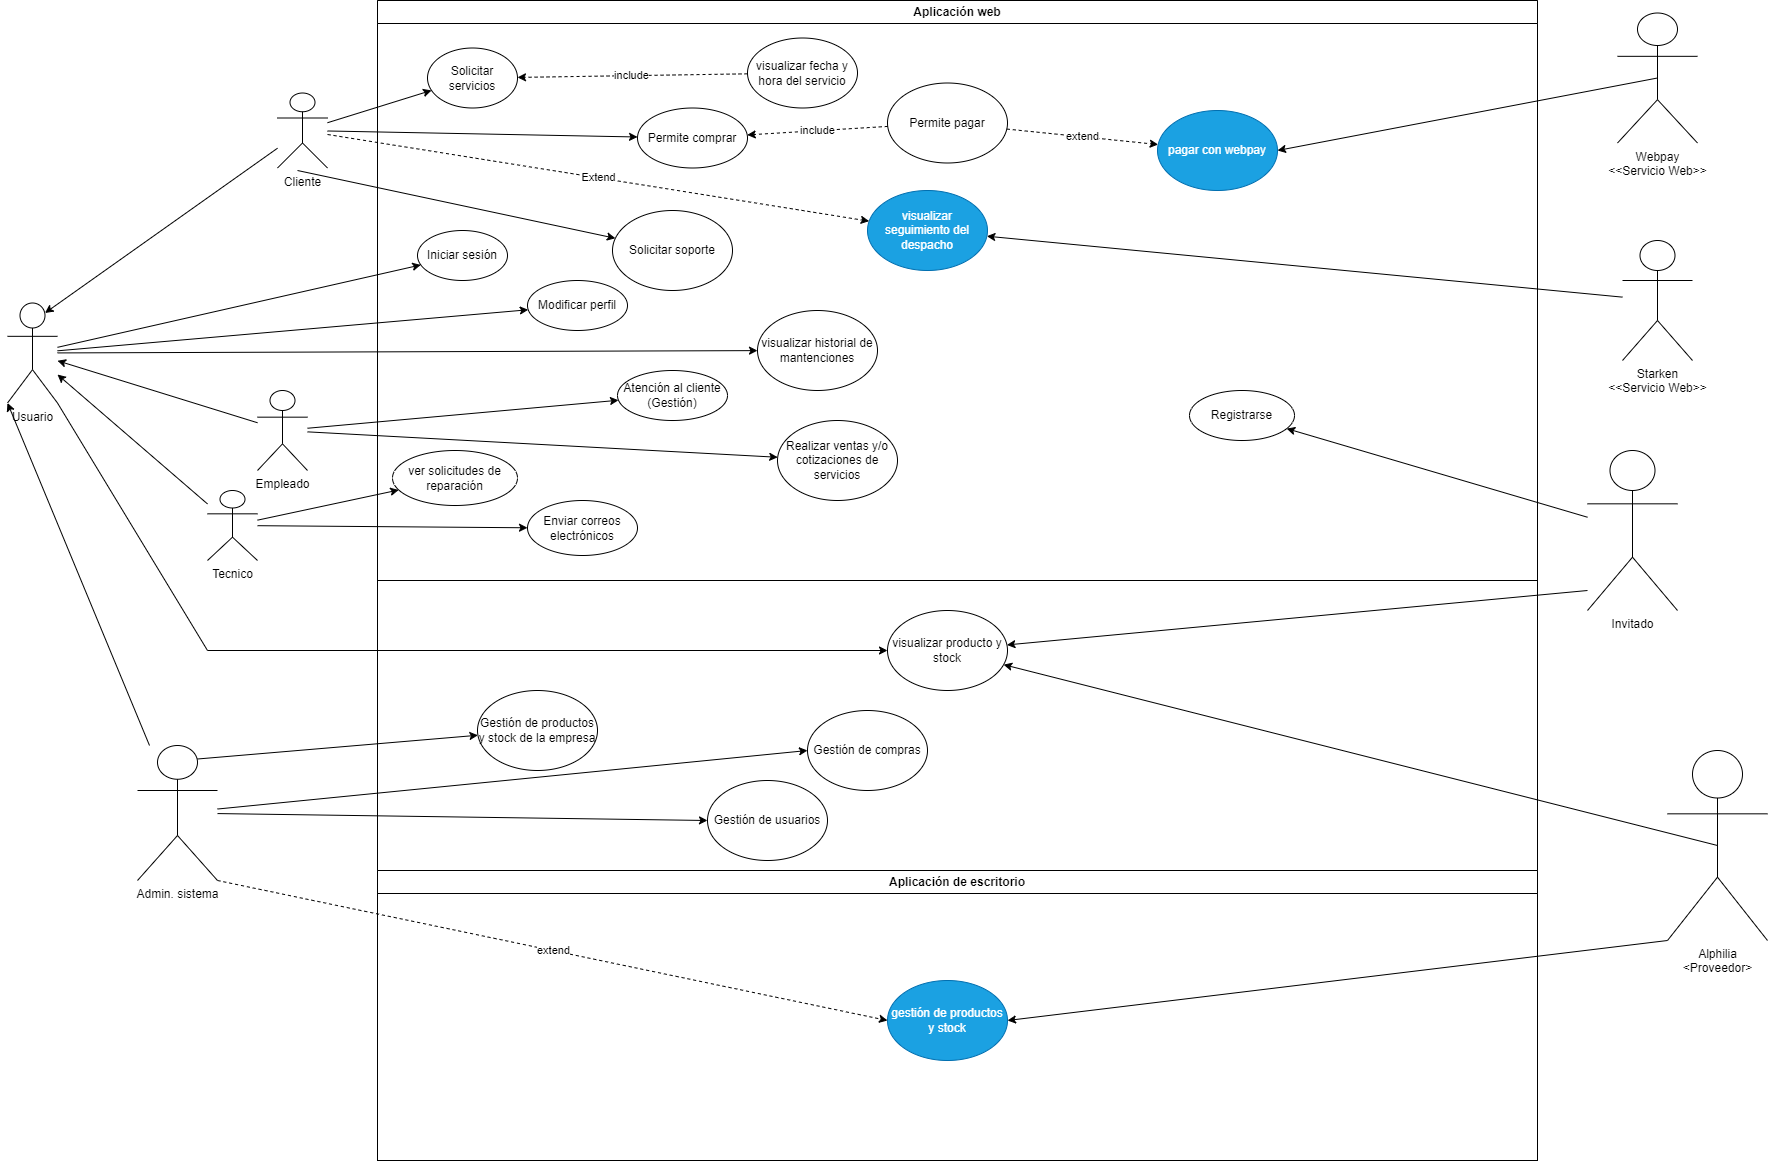 Aplicación web
Solicitar
servicios
include
visualizar fecha y
hora del servicio
Permite comprar
include
Permite pagar
extend
pagar con webpay
Webpay
<<Servicio Web>>
Cliente
Extend
visualizar
seguimiento del
despacho
Solicitar soporte
Iniciar sesión
Modificar perfil
visualizar historial de
mantenciones
Starken
<<Servicio Web>>
Usuario
Atención al cliente
(Gestión)
Registrarse
Realizar ventas y/o
cotizaciones de
servicios
Empleado
ver solicitudes de
reparación
Enviar correos
electrónicos
Tecnico
Invitado
visualizar producto y
stock
Gestión de productos
y stock de la empresa
Gestión de compras
Gestión de usuarios
Admin. sistema
Aplicación de escritorio
extend
Alphilia
<Proveedor>
gestión de productos
y stock